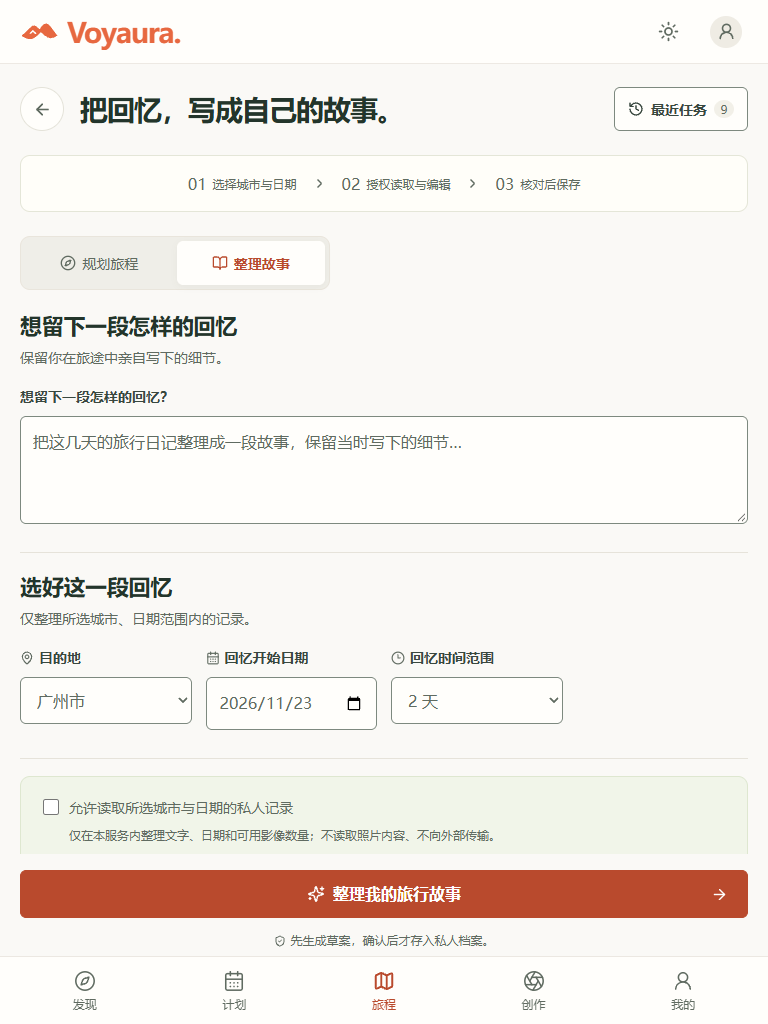 Voyaura.
把回忆，写成自己的故事。
最近任务 9
01 选择城市与日期 02 授权读取与编辑 03 核对后保存
规划旅程 整理故事
想留下一段怎样的回忆
保留你在旅途中亲自写下的细节。
想留下一段怎样的回忆？
把这几天的旅行日记整理成一段故事，保留当时写下的细节...
选好这一段回忆
仅整理所选城市、日期范围内的记录。
目的地 回忆开始日期 回忆时间范围
广州市 2026/11/23 2 天
允许读取所选城市与日期的私人记录
仅在本服务内整理文字、日期和可用影像数量；不读取照片内容、不向外部传输。
整理我的旅行故事
先生成草案，确认后才存入私人档案。
发现 计划 旅程 创作 我的